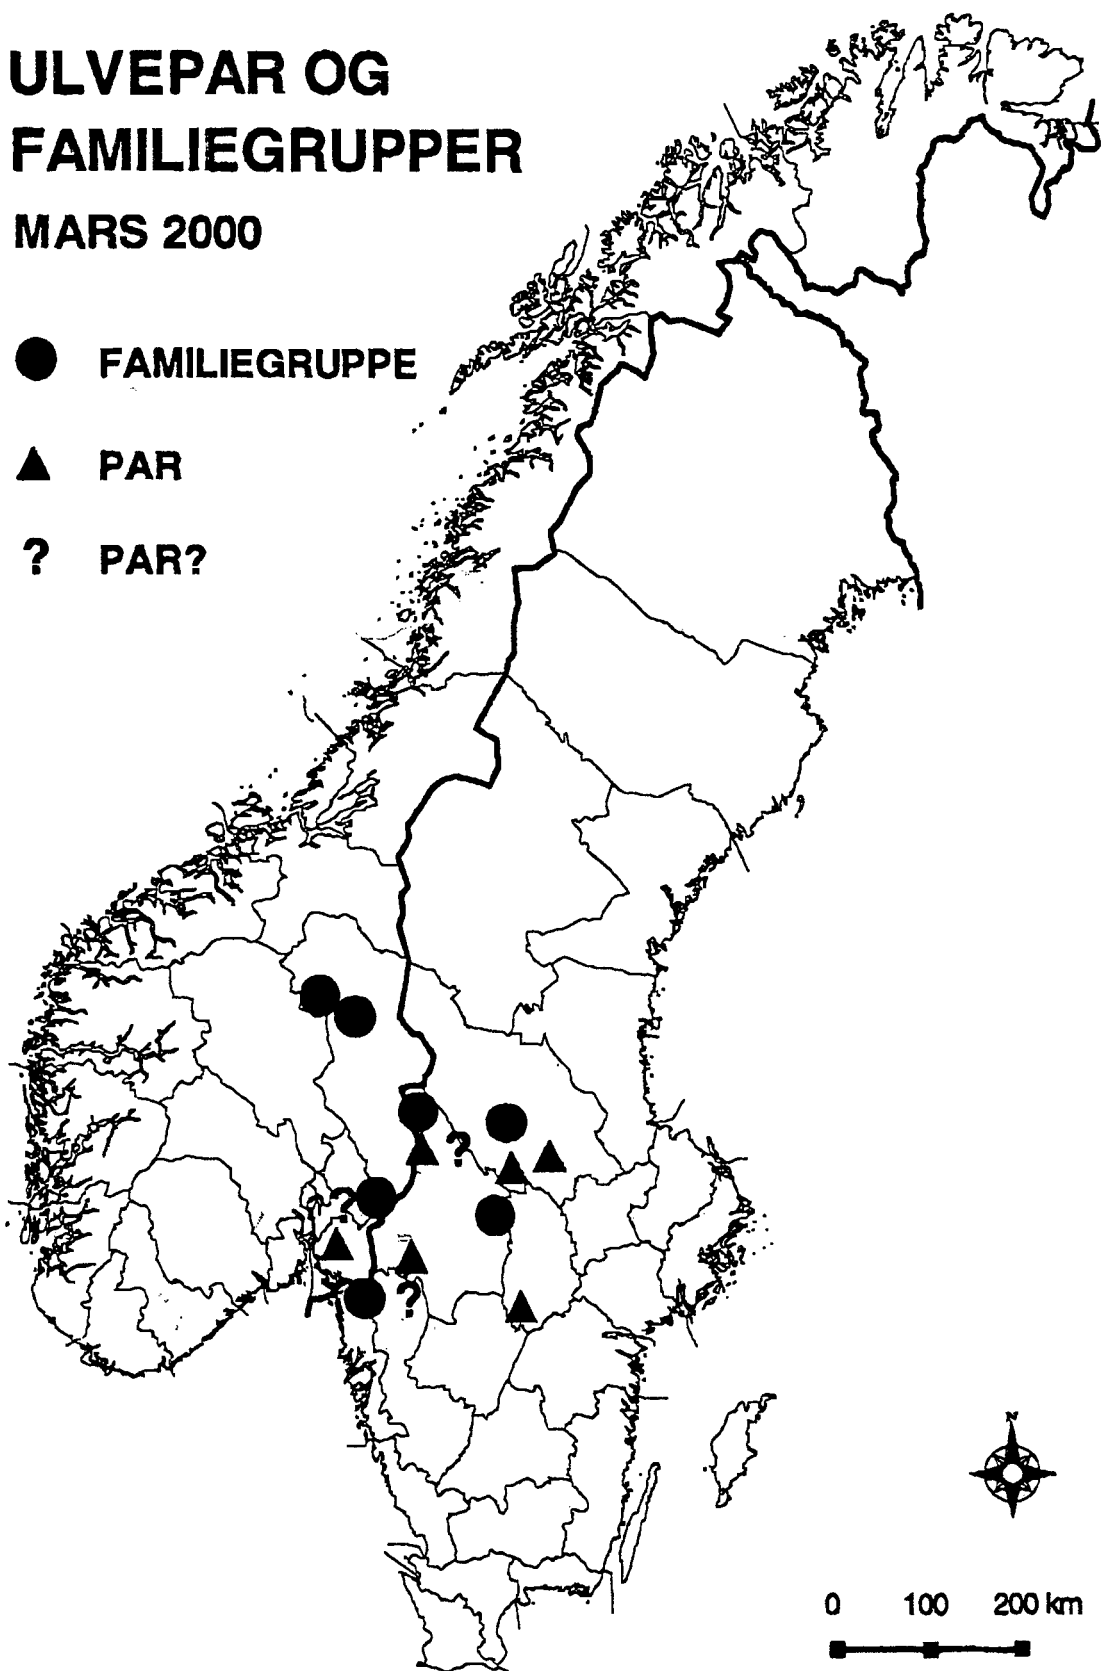 ULVEPAR OG
FAMILIEGRUPPER
MARS 2000
FAMILIEGRUPPE
PAR
? PAR?
?
?
?
N
0 100 200 km